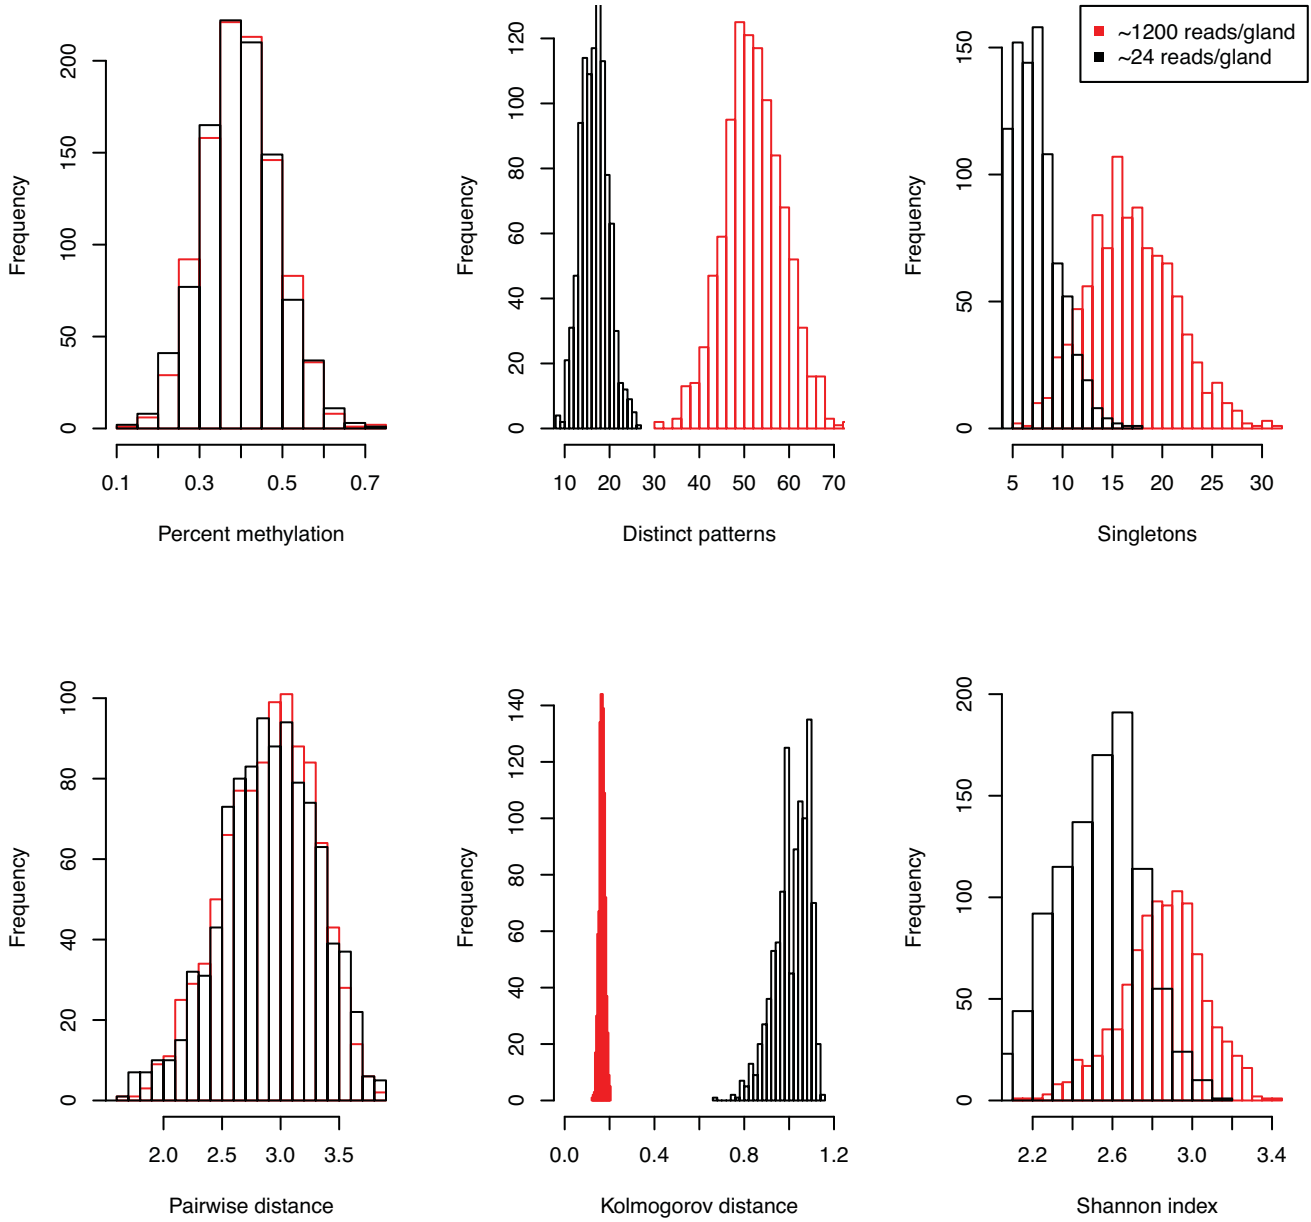 ~1200 reads/gland
~24 reads/gland
Frequency
0 50 100 150 200
0.1 0.3 0.5 0.7
Percent methylation
Frequency
0 20 40 60 80 100 120
10 20 30 40 50 60 70
Distinct patterns
Frequency
0 50 100 150
5 10 15 20 25 30
Singletons
Frequency
0 20 40 60 80 100
2.0 2.5 3.0 3.5
Pairwise distance
Frequency
0 20 40 60 80 100 120 140
0.0 0.4 0.8 1.2
Kolmogorov distance
Frequency
0 50 100 150 200
2.2 2.6 3.0 3.4
Shannon index